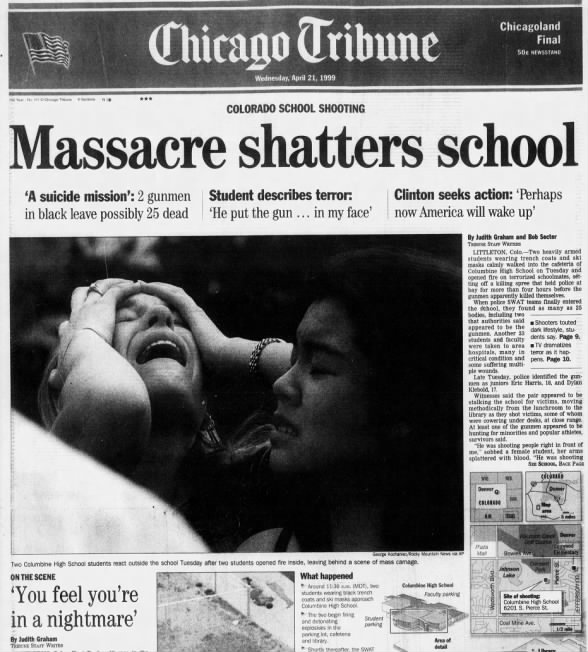 Chicago Tribune
Chicagoland
Final
50¢ NEWSSTAND
Wednesday, April 21, 1999
COLORADO SCHOOL SHOOTING
Massacre shatters school
'A suicide mission': 2 gunmen
in black leave possibly 25 dead
Student describes terror:
'He put the gun ... in my face'
Clinton seeks action: 'Perhaps
now America will wake up'
By Judith Graham and Bob Secter
TRIBUNE STAFF WRITERS
LITTLETON, Colo.—Two heavily armed
students wearing trench coats and ski
masks calmly walked into the cafeteria of
Columbine High School on Tuesday and
opened fire on terrorized schoolmates, set-
ting off a killing spree that held police at
bay for more than four hours before the
gunmen apparently killed themselves.
When police SWAT teams finally entered
the school, they found as many as 25
bodies, including two
that authorities said
appeared to be the
gunmen. Another 23
students and faculty
were taken to area
hospitals, many in
critical condition and
some suffering multi-
ple wounds.
■ Shooters touted
dark lifestyle, stu-
dents say. Page 9.
■ TV dramatizes
terror as it hap-
pens. Page 10.
Late Tuesday, police identified the gun-
men as juniors Eric Harris, 18, and Dylan
Klebold, 17.
Witnesses said the pair appeared to be
stalking the school for victims, moving
methodically from the lunchroom to the
library as they shot victims, some of whom
were cowering under desks, at close range.
At least one of the gunmen appeared to be
hunting for minorities and popular athletes,
survivors said.
"He was shooting people right in front of
me," sobbed a female student, her arms
splattered with blood. "He was shooting
SEE SCHOOL, BACK PAGE
George Kochaniec/Rocky Mountain News via AP
Two Columbine High School students react outside the school Tuesday after two students opened fire inside, leaving behind a scene of mass carnage.
ON THE SCENE
'You feel you're
in a nightmare'
By Judith Graham
TRIBUNE STAFF WRITER
What happened
Around 11:30 a.m. (MDT), two
students wearing black trench
coats and ski masks approach
Columbine High School.
The two begin firing
and detonating
explosives in the
parking lot, cafeteria
and library.
Shortly thereafter, the SWAT
Columbine High School
Faculty parking
Student
parking
Area of
detail
Denver
COLORADO
COLORADO
Denver
Map
area
5 miles
Denver
Plata
Mall
Bowles Ave.
Johnson
Lake
Wadsworth Blvd.
Pierce St.
Site of shooting:
Columbine High School
6201 S. Pierce St.
Coal Mine Ave.
1/2 mile
Library